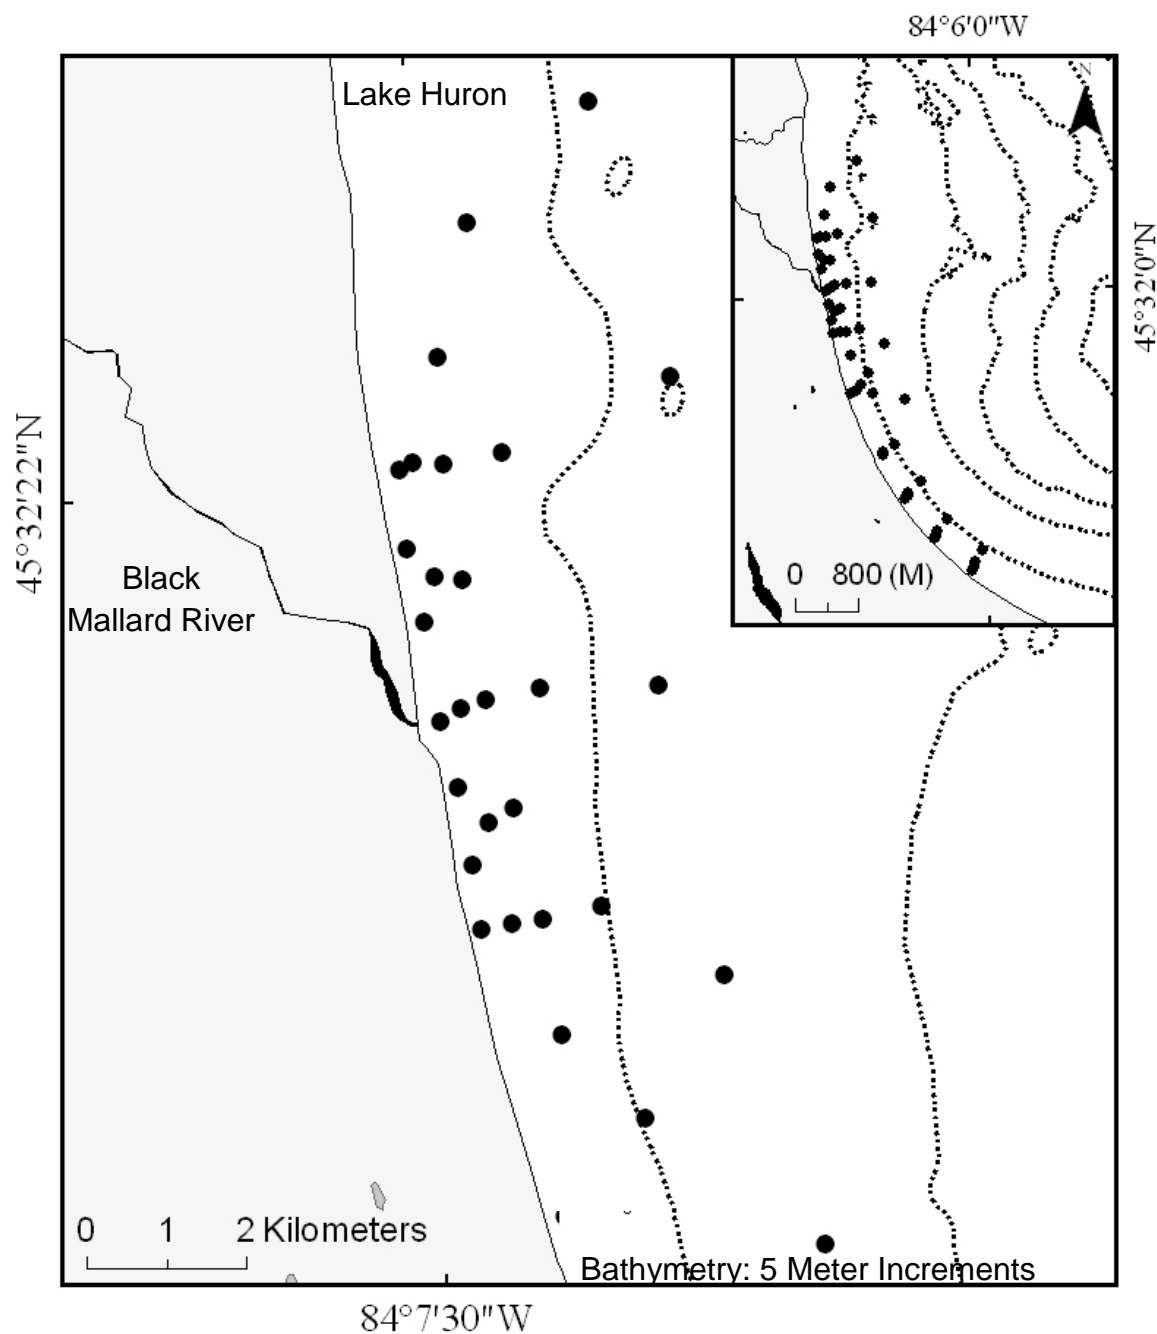 84°6'0"W
Lake Huron
N
45°32'0"N
45°32'22"N
Black
Mallard River
0 800 (M)
0 1 2 Kilometers
Bathymetry: 5 Meter Increments
84°7'30"W